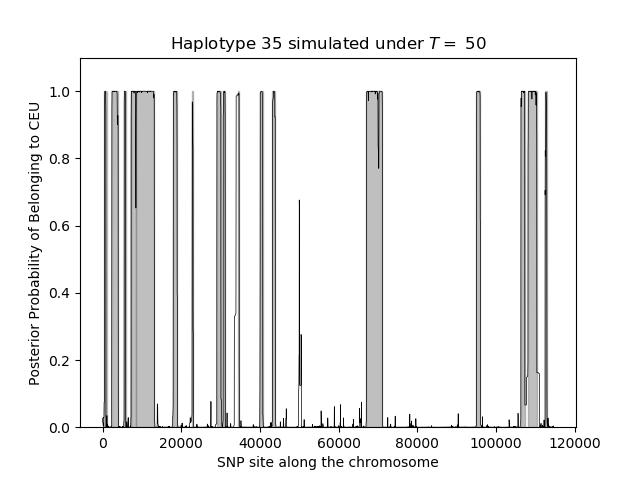 Haplotype 35 simulated under T = 50
Posterior Probability of Belonging to CEU
1.0
0.8
0.6
0.4
0.2
0.0
0 20000 40000 60000 80000 100000 120000
SNP site along the chromosome